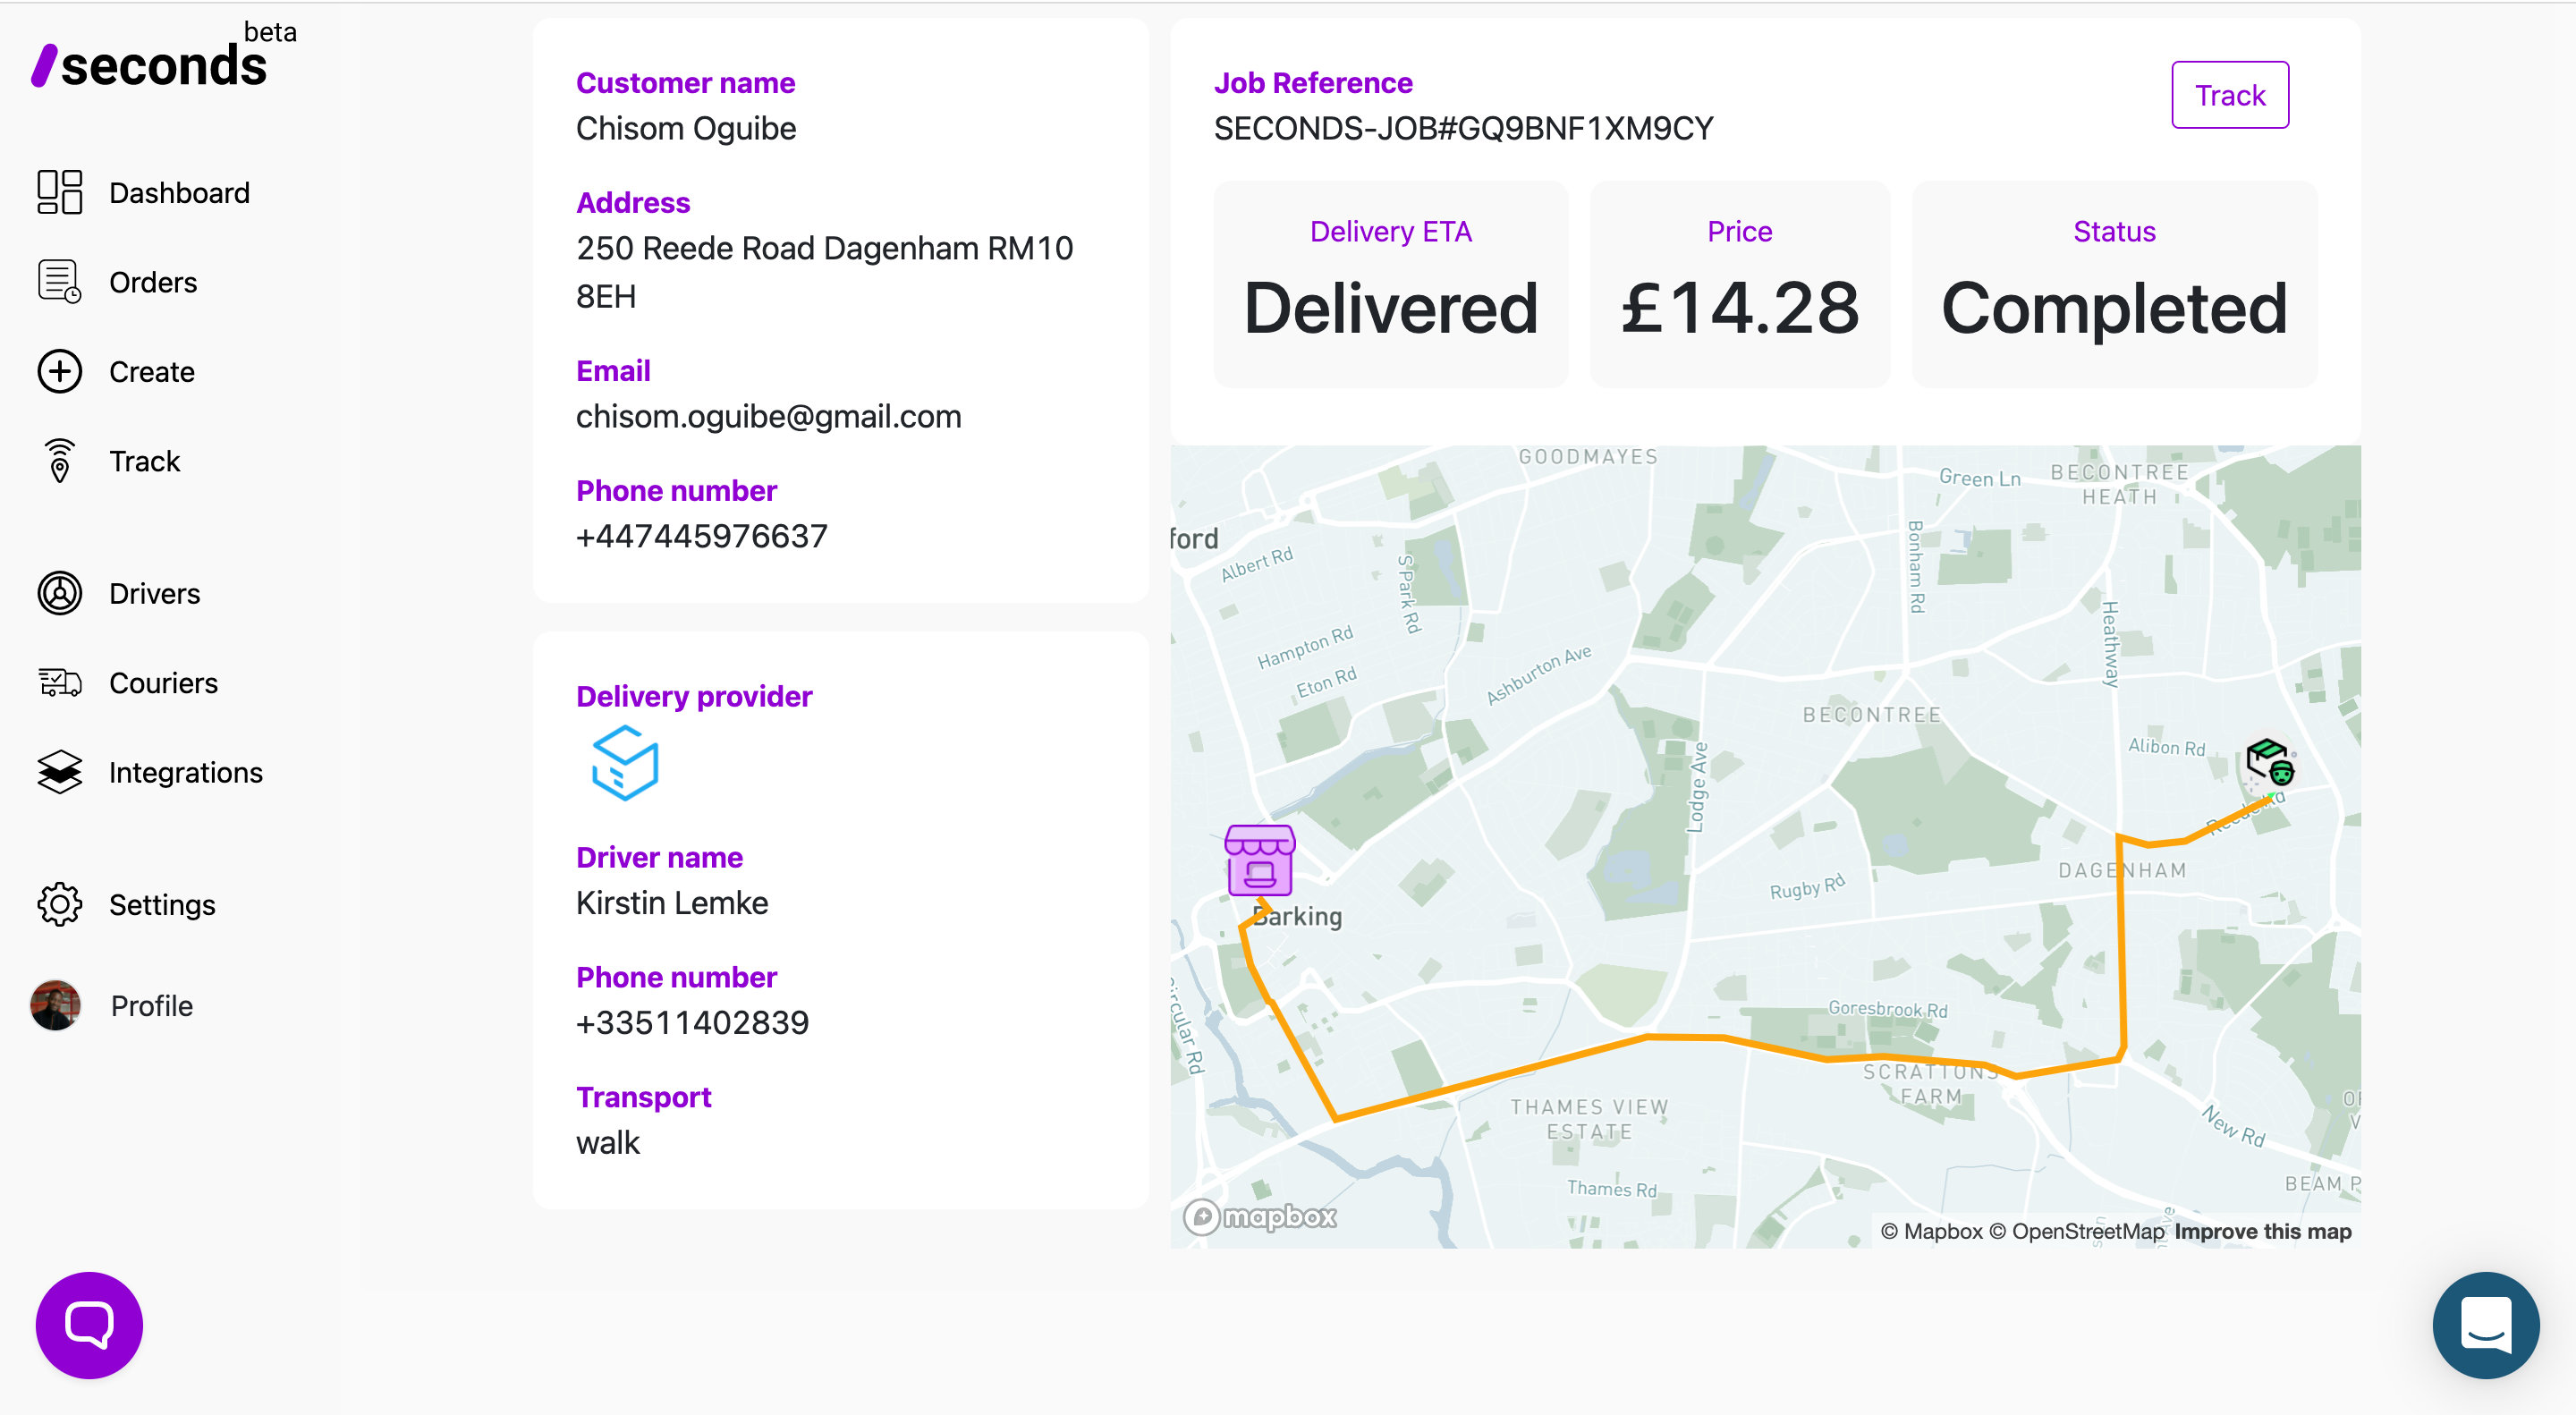 beta
seconds
Dashboard
Orders
Create
Track
Drivers
Couriers
Integrations
Settings
Profile
Customer name
Chisom Oguibe
Address
250 Reede Road Dagenham RM10
8EH
Email
chisom.oguibe@gmail.com
Phone number
+447445976637
Delivery provider
Driver name
Kirstin Lemke
Phone number
+33511402839
Transport
walk
Job Reference
SECONDS-JOB#GQ9BNF1XM9CY
Track
Delivery ETA
Delivered
Price
£14.28
Status
Completed
GOODMAYES
Green Ln
BECONTREE
HEATH
ford
Albert Rd
S Park Rd
Bonham Rd
Hampton Rd
Eton Rd
Ashburton Ave
Heathway
BECONTREE
Lodge Ave
Alibon Rd
Reede Rd
DAGENHAM
Rugby Rd
Barking
Circular Rd
Goresbrook Rd
SCRATTONS
FARM
THAMES VIEW
ESTATE
New Rd
Thames Rd
BEAM P
mapbox
© Mapbox © OpenStreetMap Improve this map